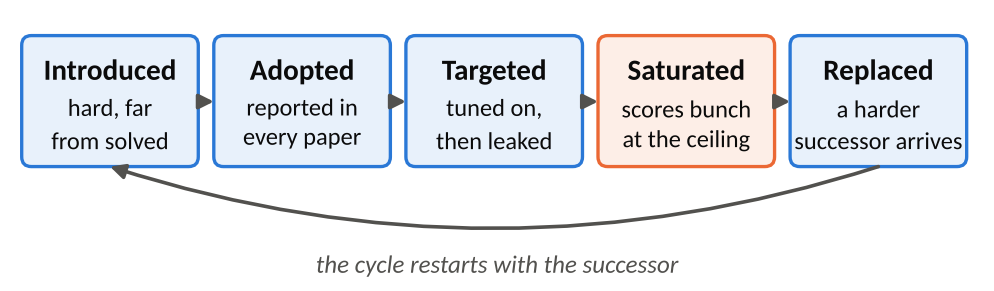 Introduced
hard, far
from solved
Adopted
reported in
every paper
Targeted
tuned on,
then leaked
Saturated
scores bunch
at the ceiling
Replaced
a harder
successor arrives
the cycle restarts with the successor